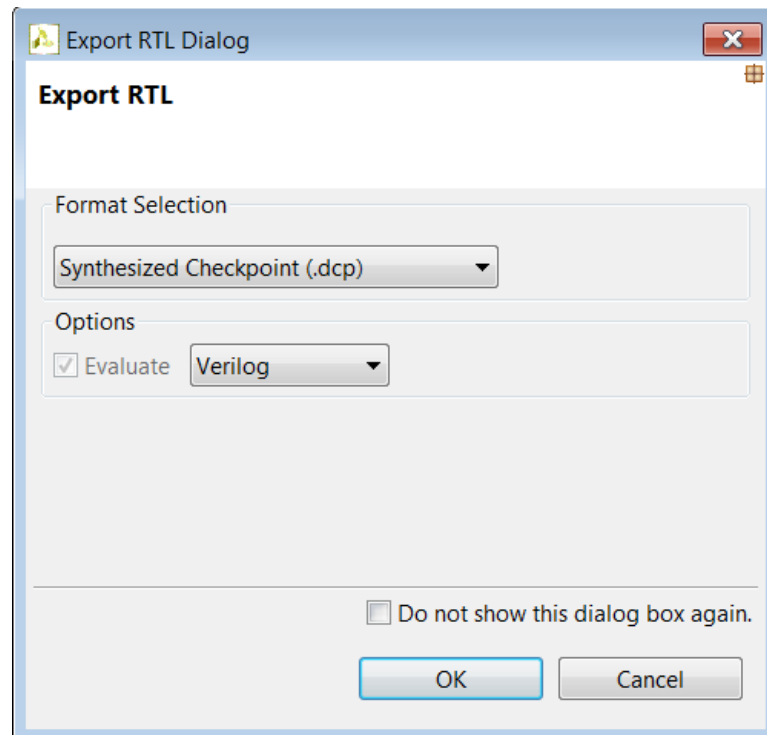 Export RTL Dialog
Export RTL
Format Selection
Synthesized Checkpoint (.dcp)
Options
Evaluate Verilog
Do not show this dialog box again.
OK Cancel